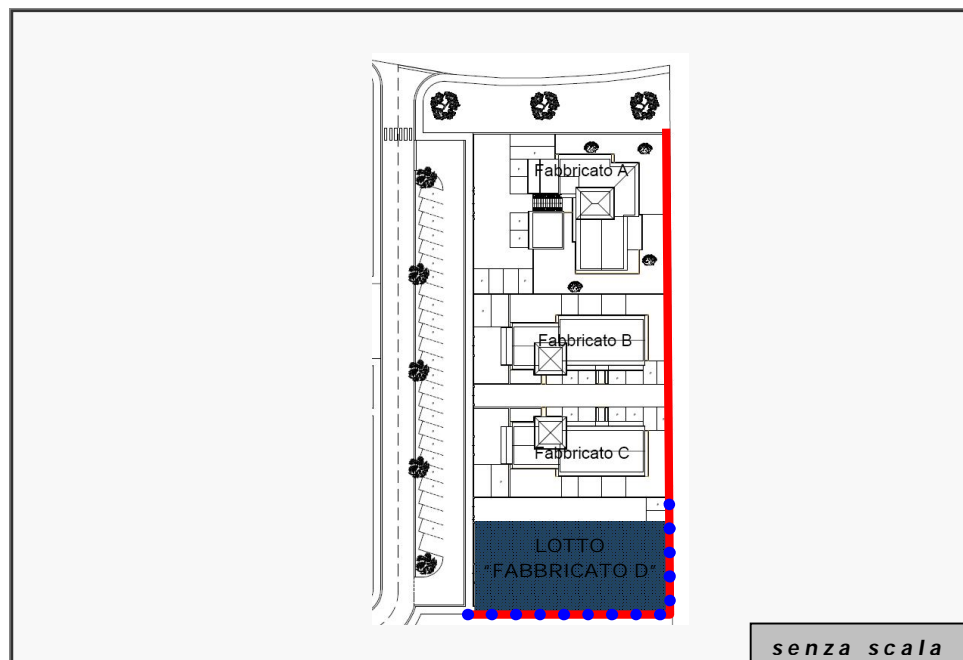 Fabbricato A
Fabbricato B
Fabbricato C
LOTTO
"FABBRICATO D"
senza scala